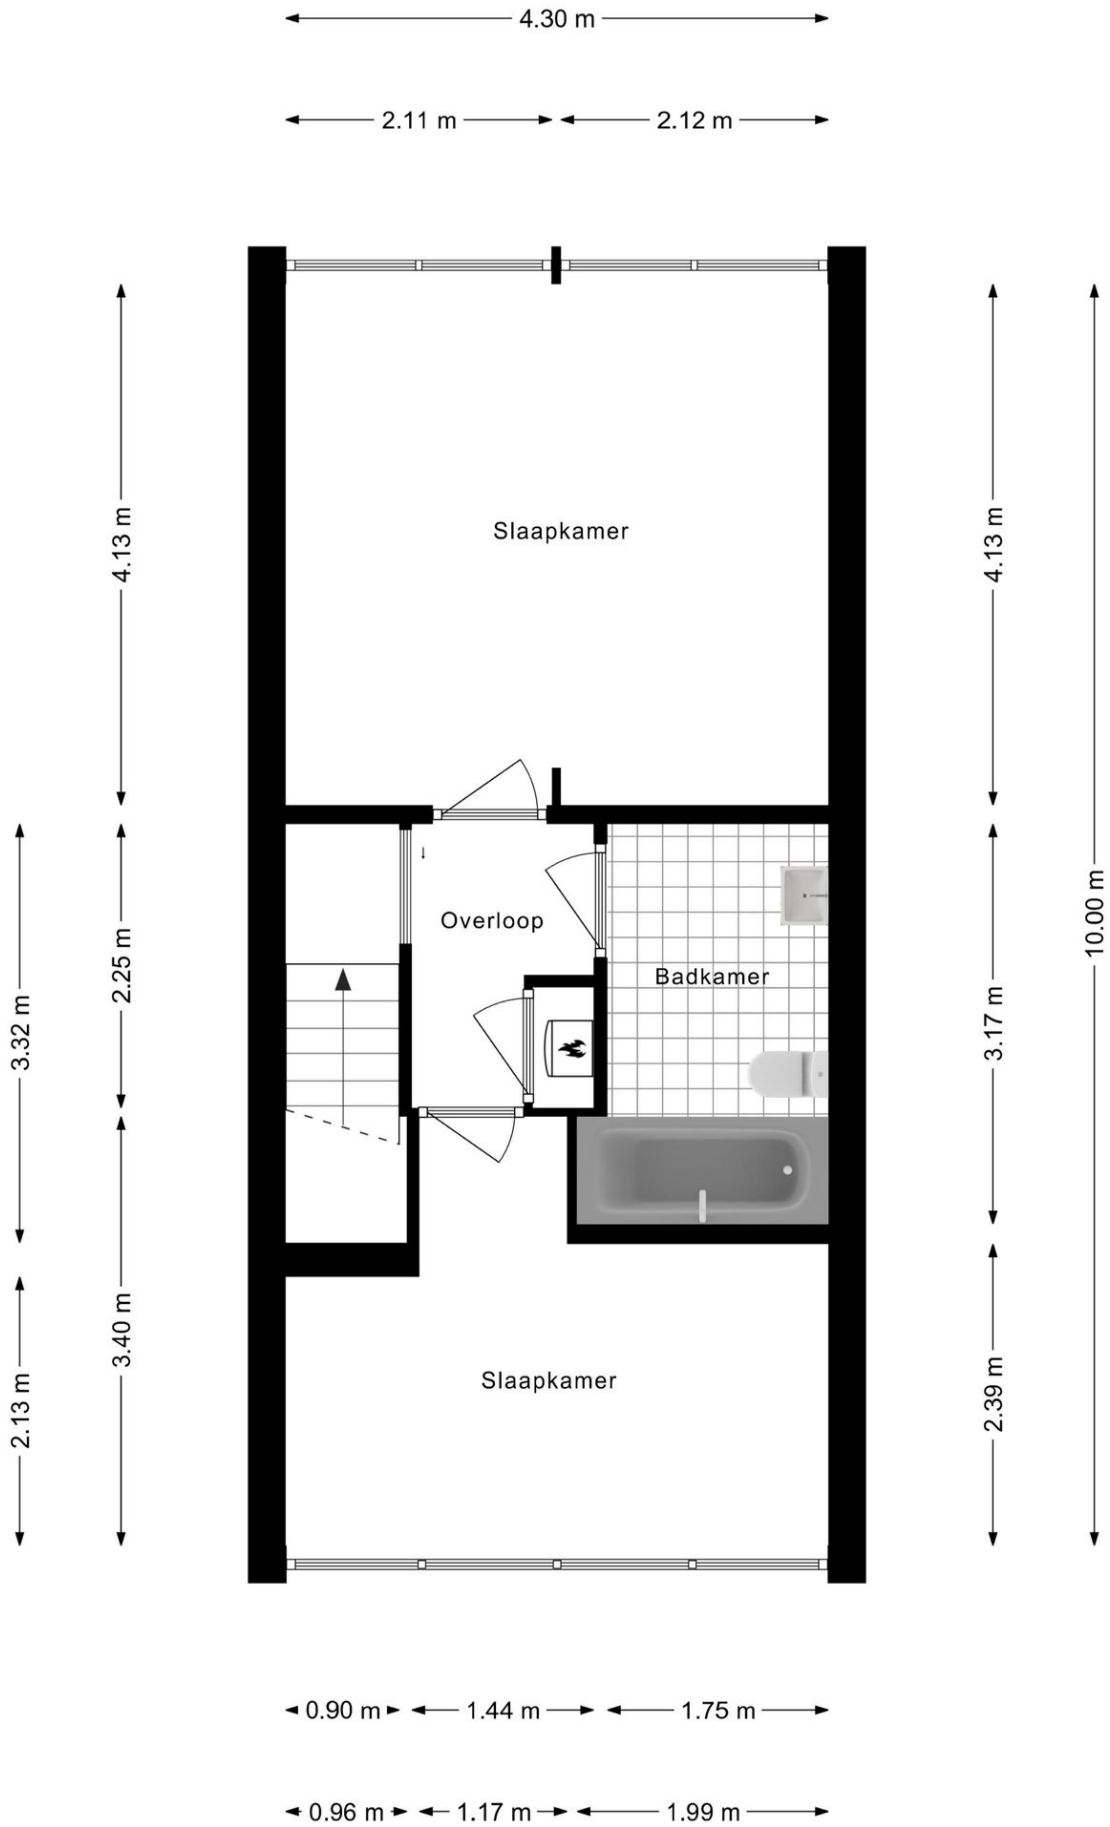 4.30 m
2.11 m
2.12 m
4.13 m
4.13 m
Slaapkamer
10.00 m
2.25 m
3.32 m
3.17 m
Overloop
Badkamer
3.40 m
2.13 m
2.39 m
Slaapkamer
0.90 m
1.44 m
1.75 m
0.96 m
1.17 m
1.99 m